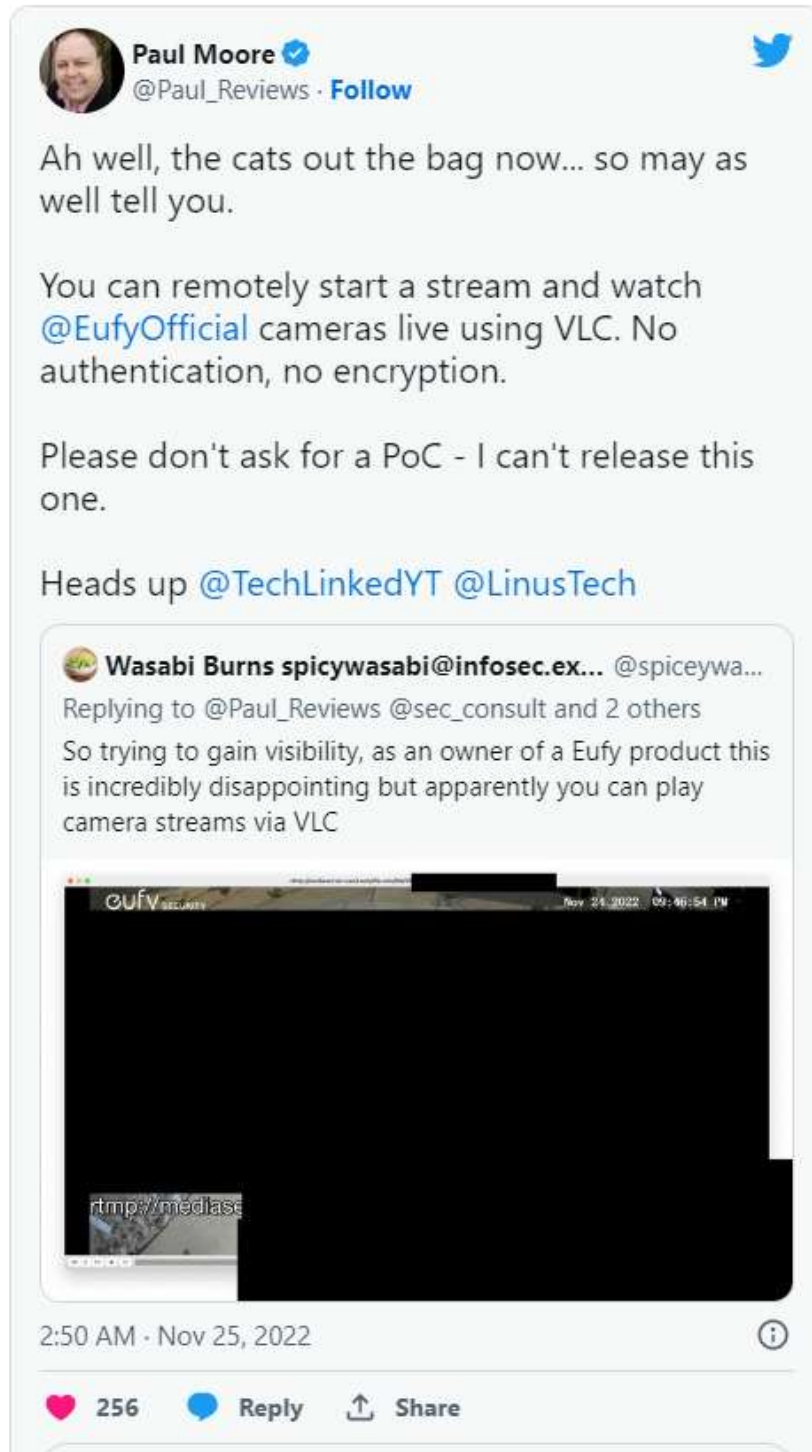 Paul Moore
@Paul_Reviews · Follow
Ah well, the cats out the bag now... so may as
well tell you.
You can remotely start a stream and watch
@EufyOfficial cameras live using VLC. No
authentication, no encryption.
Please don't ask for a PoC - I can't release this
one.
Heads up @TechLinkedYT @LinusTech
Wasabi Burns spicywasabi@infosec.ex... @spiceywa...
Replying to @Paul_Reviews @sec_consult and 2 others
So trying to gain visibility, as an owner of a Eufy product this
is incredibly disappointing but apparently you can play
camera streams via VLC
eufy SECURITY Nov 24 2022 09:46:54 PM
rtmp://mediase
2:50 AM · Nov 25, 2022
256 Reply Share